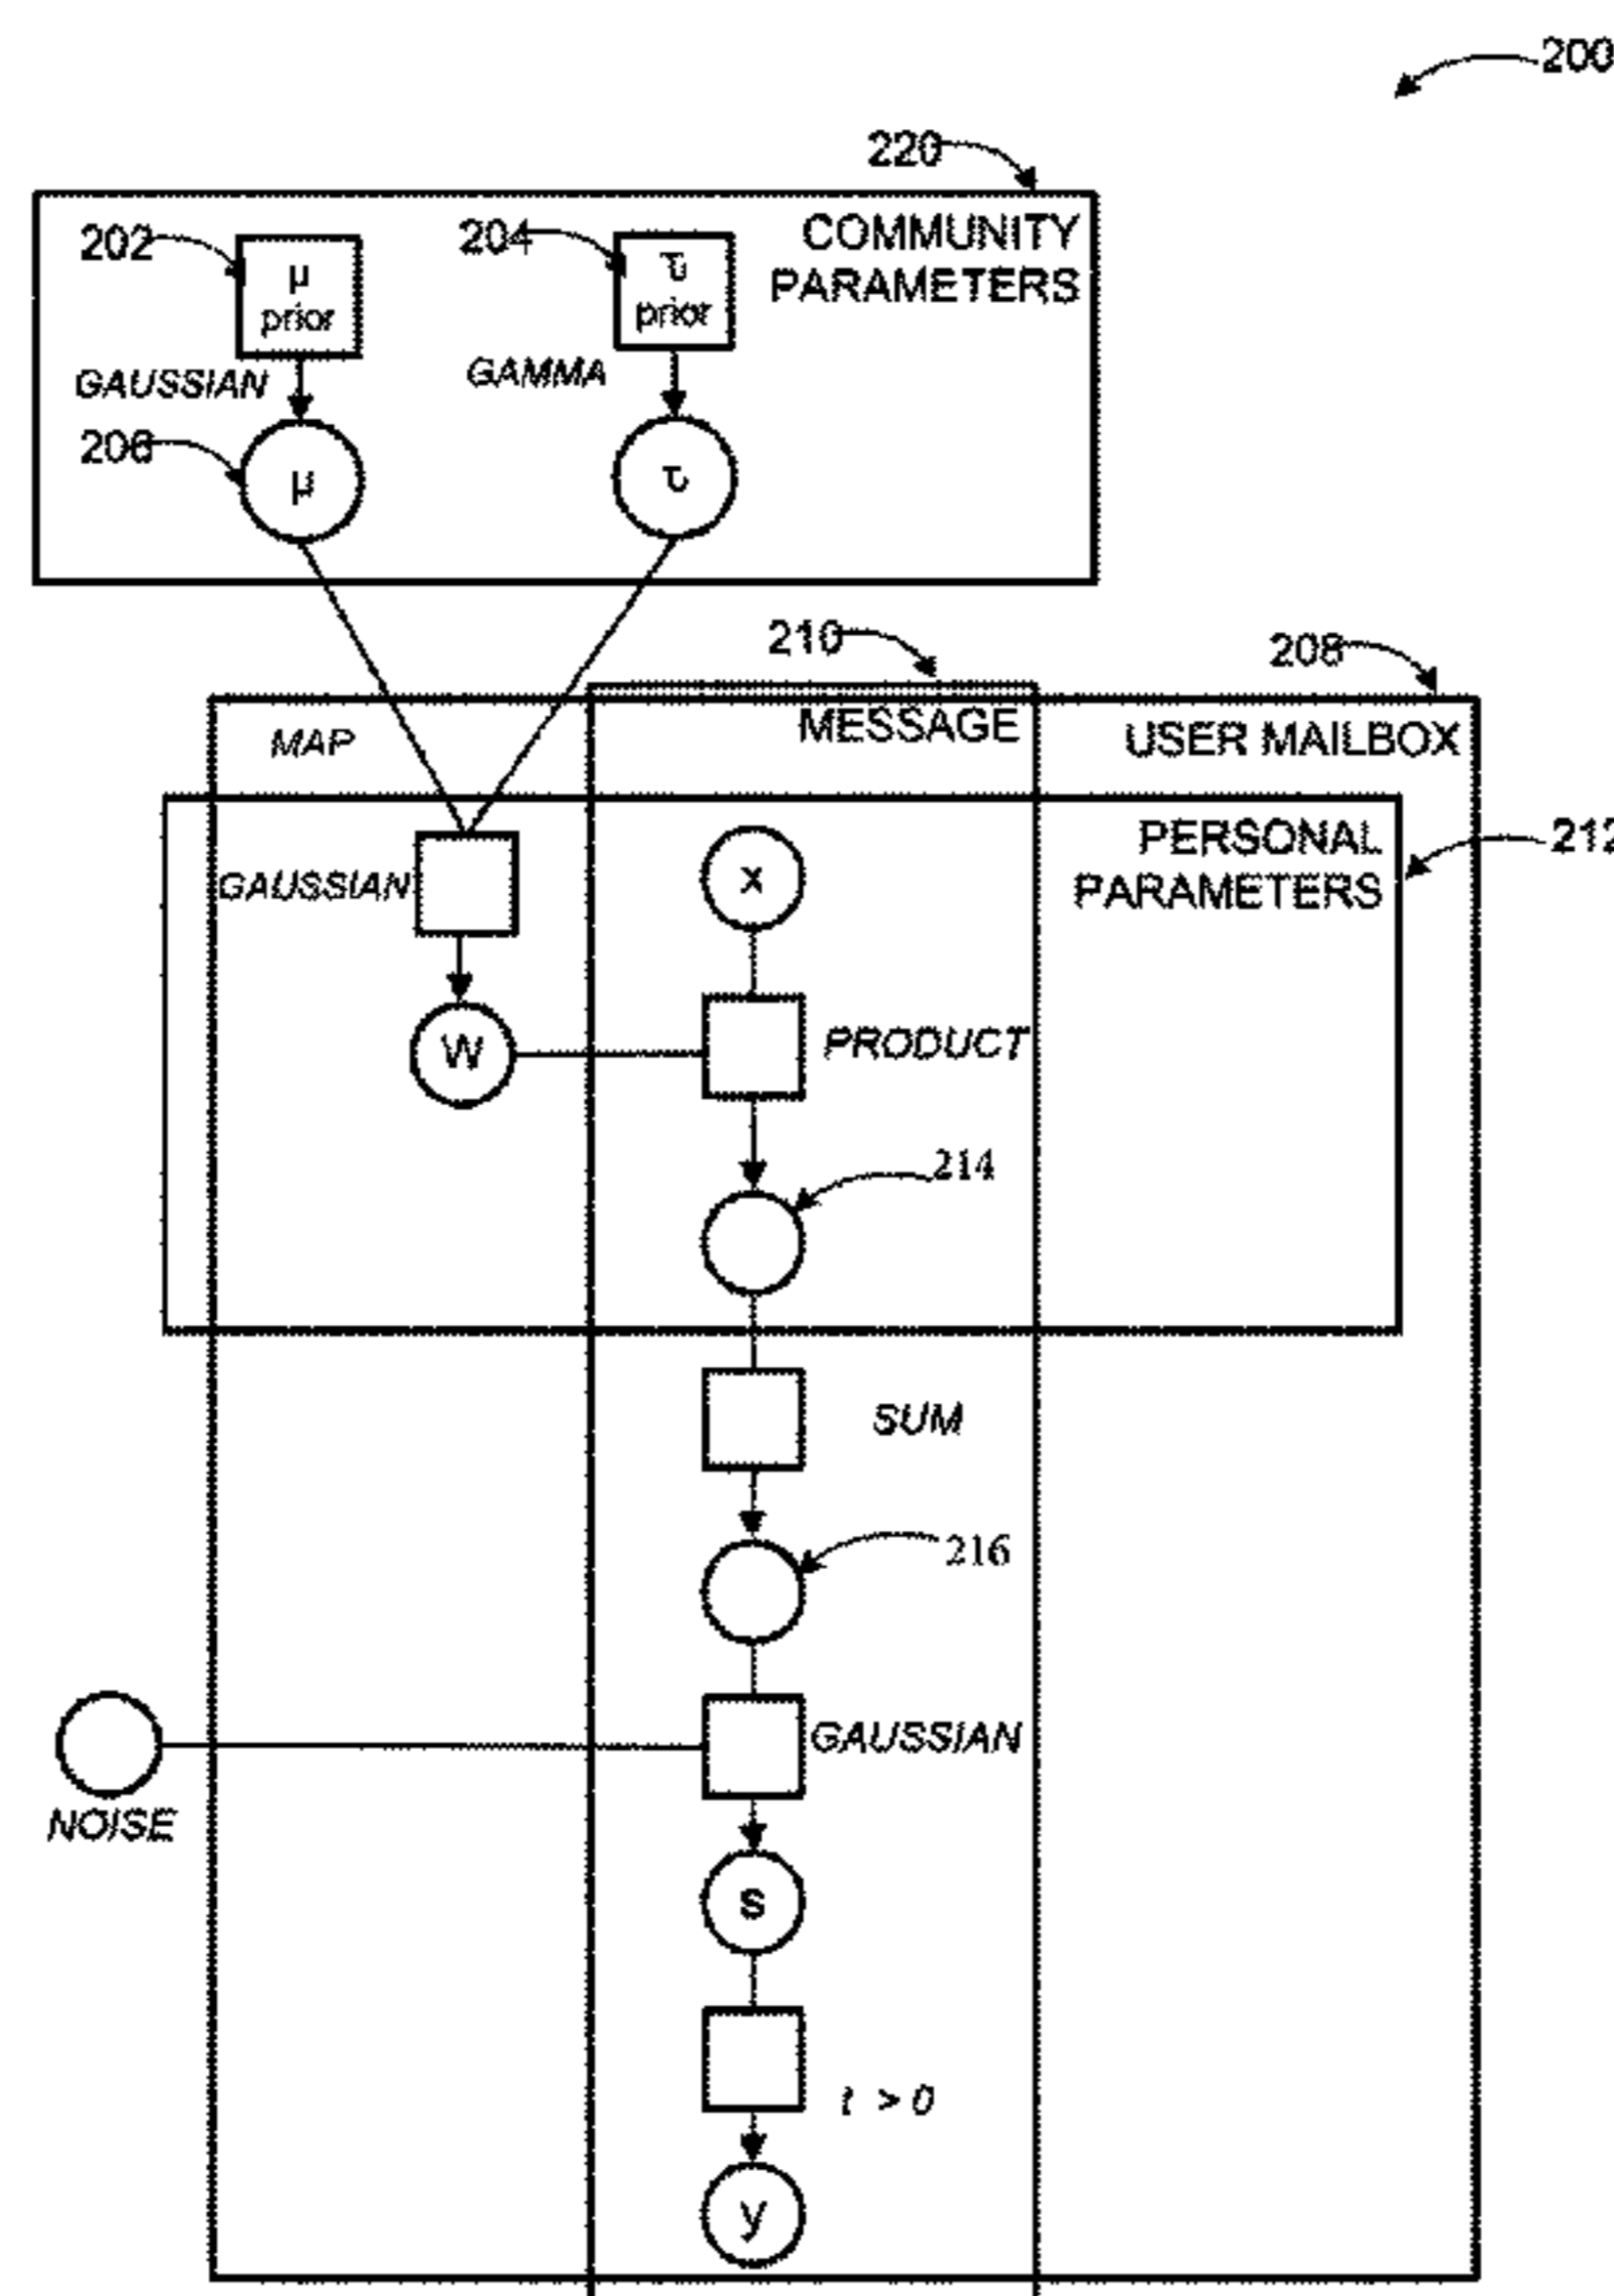 200
220
202
204
COMMUNITY
PARAMETERS
μ
prior
τ
prior
GAUSSIAN
GAMMA
206
μ
τ
210
208
MAP
MESSAGE
USER MAILBOX
PERSONAL
PARAMETERS
212
GAUSSIAN
x
W
PRODUCT
214
SUM
216
GAUSSIAN
NOISE
s
t > 0
y